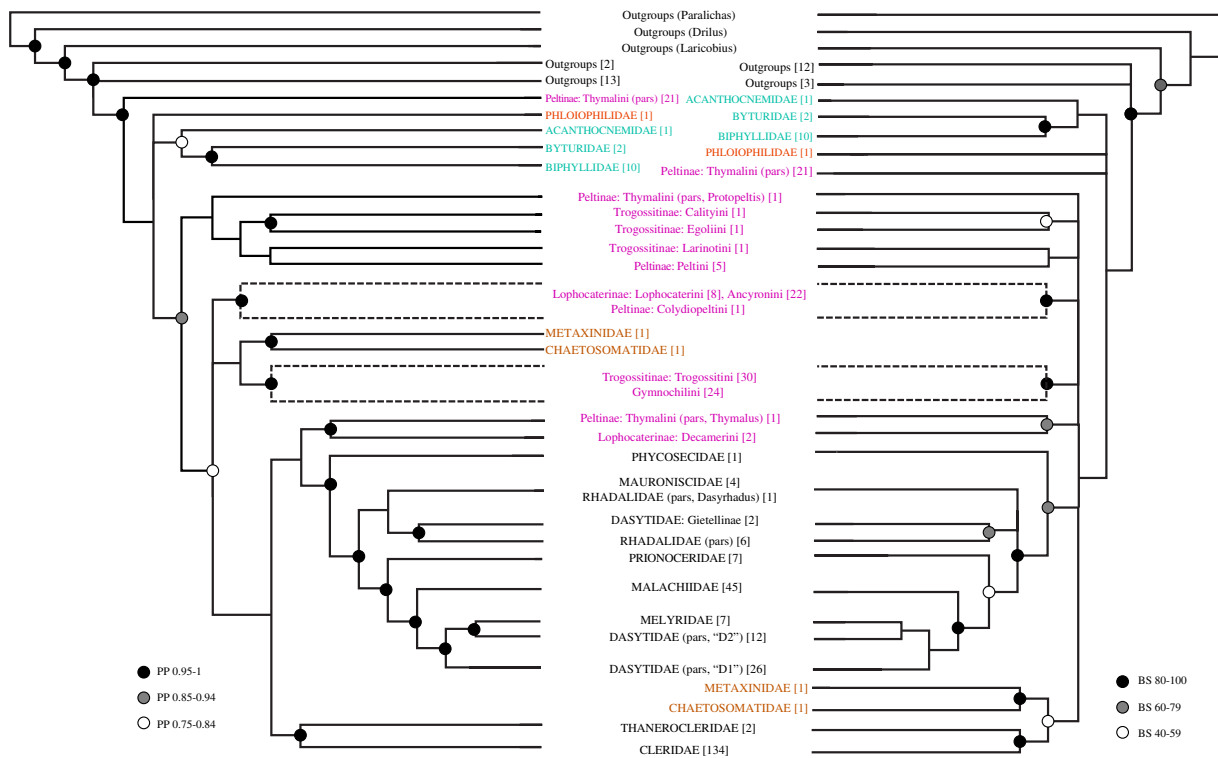 Outgroups (Paralichas)
Outgroups (Drilus)
Outgroups (Laricobius)
Outgroups [2]
Outgroups [12]
Outgroups [13]
Outgroups [3]
Peltinae: Thymalini (pars) [21]
ACANTHOCNEMIDAE [1]
PHLOIOPHILIDAE [1]
BYTURIDAE [2]
ACANTHOCNEMIDAE [1]
BIPHYLLIDAE [10]
BYTURIDAE [2]
PHLOIOPHILIDAE [1]
BIPHYLLIDAE [10]
Peltinae: Thymalini (pars) [21]
Peltinae: Thymalini (pars, Protopeltis) [1]
Trogossitinae: Calityini [1]
Trogossitinae: Egoliini [1]
Trogossitinae: Larinotini [1]
Peltinae: Peltini [5]
Lophocaterinae: Lophocaterini [8], Ancyronini [22]
Peltinae: Colydiopeltini [1]
METAXINIDAE [1]
CHAETOSOMATIDAE [1]
Trogossitinae: Trogossitini [30]
Gymnochilini [24]
Peltinae: Thymalini (pars, Thymalus) [1]
Lophocaterinae: Decamerini [2]
PHYCOSECIDAE [1]
MAURONISCIDAE [4]
RHADALIDAE (pars, Dasyrhadus) [1]
DASYTIDAE: Gietellinae [2]
RHADALIDAE (pars) [6]
PRIONOCERIDAE [7]
MALACHIIDAE [45]
MELYRIDAE [7]
DASYTIDAE (pars, “D2”) [12]
DASYTIDAE (pars, “D1”) [26]
METAXINIDAE [1]
CHAETOSOMATIDAE [1]
THANEROCLERIDAE [2]
CLERIDAE [134]
PP 0.95-1
PP 0.85-0.94
PP 0.75-0.84
BS 80-100
BS 60-79
BS 40-59